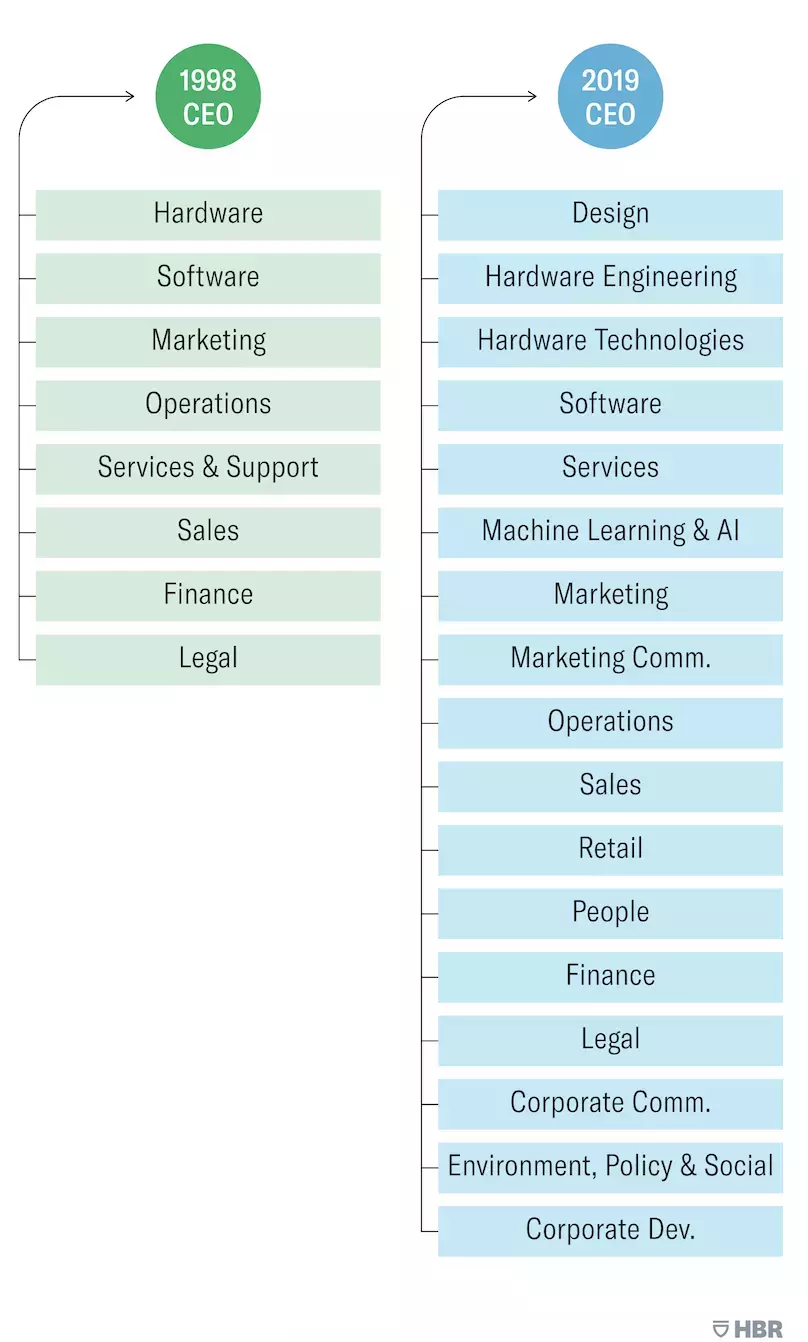 1998
CEO
Hardware
Software
Marketing
Operations
Services & Support
Sales
Finance
Legal
2019
CEO
Design
Hardware Engineering
Hardware Technologies
Software
Services
Machine Learning & AI
Marketing
Marketing Comm.
Operations
Sales
Retail
People
Finance
Legal
Corporate Comm.
Environment, Policy & Social
Corporate Dev.
HBR